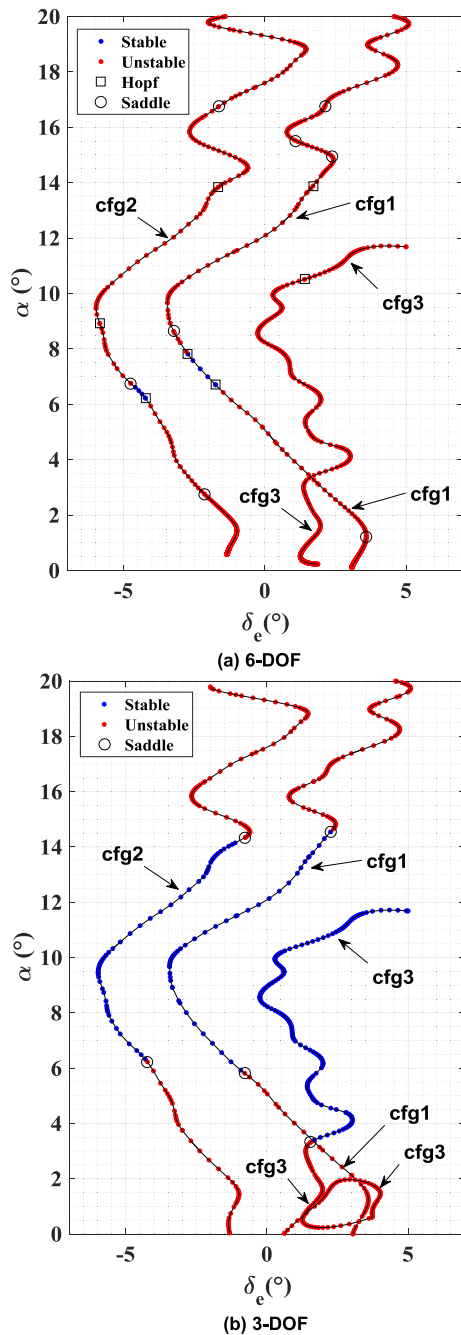 20
18
16
14
12
10
8
6
4
2
0
α (°)
Stable
Unstable
Hopf
Saddle
cfg2
cfg1
cfg3
cfg3
cfg1
-5
0
5
δe(°)
(a) 6-DOF
20
18
16
14
12
10
8
6
4
2
0
α (°)
Stable
Unstable
Saddle
cfg2
cfg1
cfg3
cfg1
cfg3
cfg3
-5
0
5
δe(°)
(b) 3-DOF